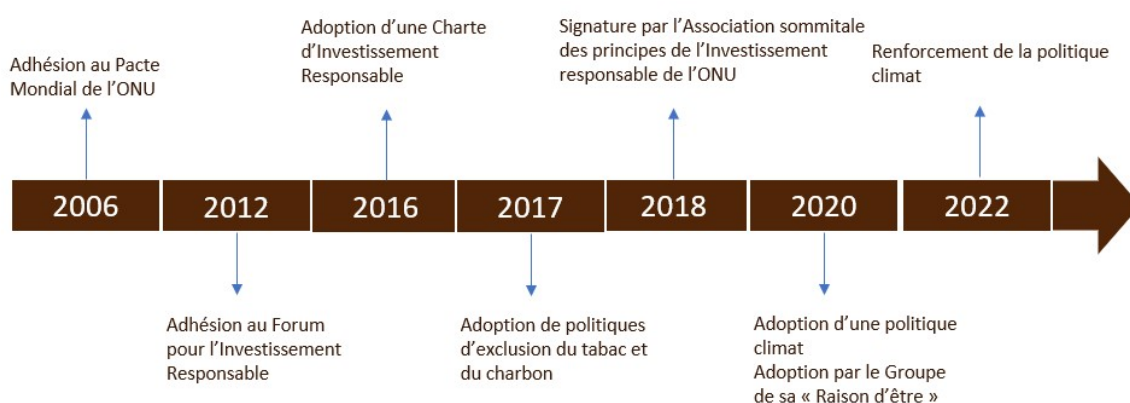 Adhésion au Pacte
Mondial de l’ONU
Adoption d’une Charte
d’Investissement
Responsable
Signature par l’Association sommitale
des principes de l’Investissement
responsable de l’ONU
Renforcement de la politique
climat
2006 2012 2016 2017 2018 2020 2022
Adhésion au Forum
pour l’Investissement
Responsable
Adoption de politiques
d’exclusion du tabac et
du charbon
Adoption d’une politique
climat
Adoption par le Groupe
de sa « Raison d’être »